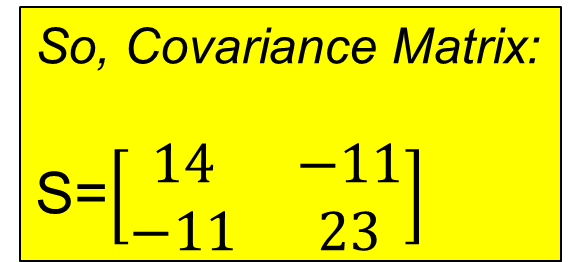 So, Covariance Matrix:
S=[14 −11
−11 23]